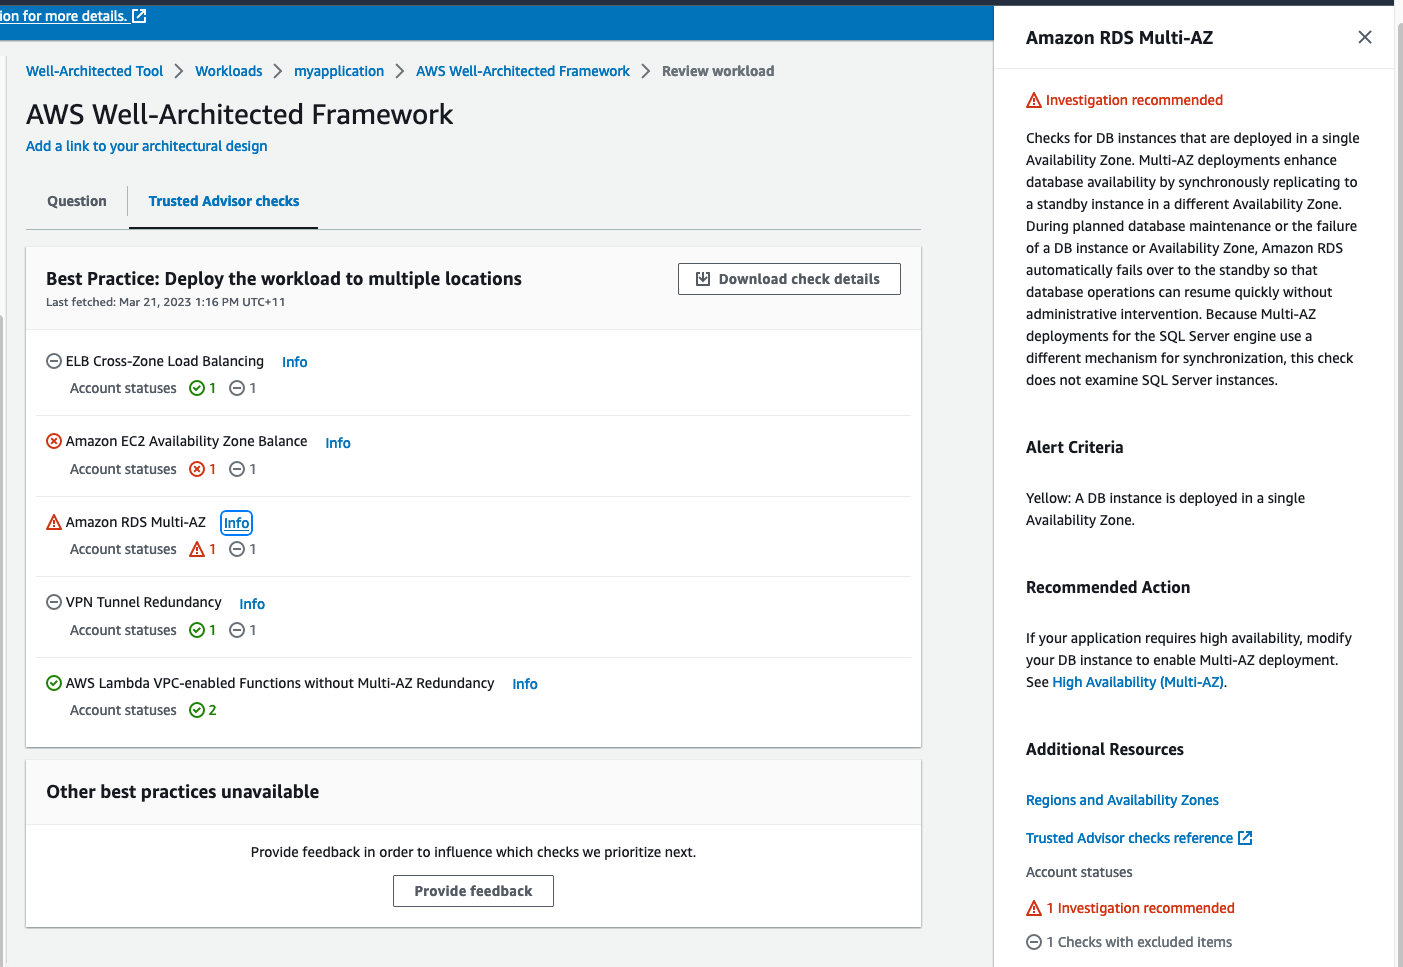 ion for more details.
Well-Architected Tool > Workloads > myapplication > AWS Well-Architected Framework > Review workload
AWS Well-Architected Framework
Add a link to your architectural design
Question
Trusted Advisor checks
Best Practice: Deploy the workload to multiple locations
Last fetched: Mar 21, 2023 1:16 PM UTC+11
Download check details
ELB Cross-Zone Load Balancing Info
Account statuses 1 1
Amazon EC2 Availability Zone Balance Info
Account statuses 1 1
Amazon RDS Multi-AZ Info
Account statuses 1 1
VPN Tunnel Redundancy Info
Account statuses 1 1
AWS Lambda VPC-enabled Functions without Multi-AZ Redundancy Info
Account statuses 2
Other best practices unavailable
Provide feedback in order to influence which checks we prioritize next.
Provide feedback
Amazon RDS Multi-AZ
Investigation recommended
Checks for DB instances that are deployed in a single
Availability Zone. Multi-AZ deployments enhance
database availability by synchronously replicating to
a standby instance in a different Availability Zone.
During planned database maintenance or the failure
of a DB instance or Availability Zone, Amazon RDS
automatically fails over to the standby so that
database operations can resume quickly without
administrative intervention. Because Multi-AZ
deployments for the SQL Server engine use a
different mechanism for synchronization, this check
does not examine SQL Server instances.
Alert Criteria
Yellow: A DB instance is deployed in a single
Availability Zone.
Recommended Action
If your application requires high availability, modify
your DB instance to enable Multi-AZ deployment.
See High Availability (Multi-AZ).
Additional Resources
Regions and Availability Zones
Trusted Advisor checks reference
Account statuses
1 Investigation recommended
1 Checks with excluded items